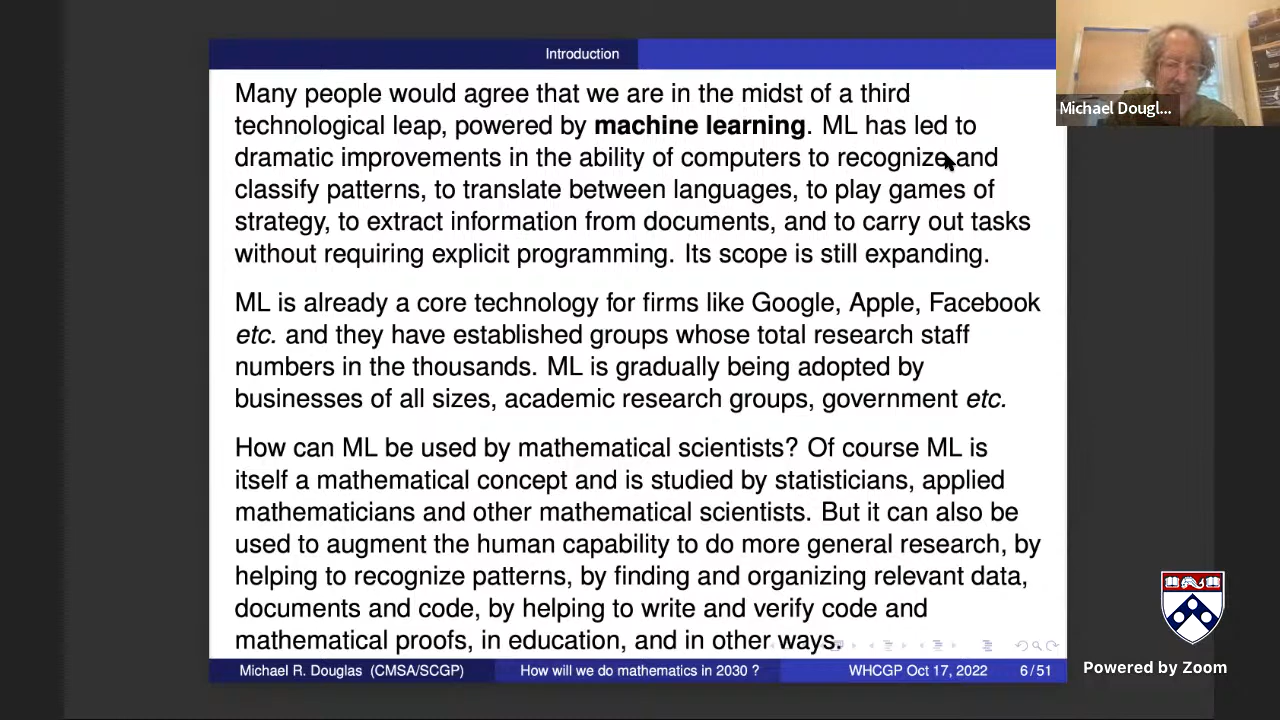 Introduction
Many people would agree that we are in the midst of a third
technological leap, powered by machine learning. ML has led to
dramatic improvements in the ability of computers to recognize and
classify patterns, to translate between languages, to play games of
strategy, to extract information from documents, and to carry out tasks
without requiring explicit programming. Its scope is still expanding.
ML is already a core technology for firms like Google, Apple, Facebook
etc. and they have established groups whose total research staff
numbers in the thousands. ML is gradually being adopted by
businesses of all sizes, academic research groups, government etc.
How can ML be used by mathematical scientists? Of course ML is
itself a mathematical concept and is studied by statisticians, applied
mathematicians and other mathematical scientists. But it can also be
used to augment the human capability to do more general research, by
helping to recognize patterns, by finding and organizing relevant data,
documents and code, by helping to write and verify code and
mathematical proofs, in education, and in other ways.
Michael R. Douglas (CMSA/SCGP) How will we do mathematics in 2030 ? WHCGP Oct 17, 2022 6 / 51
Michael Dougl...
Powered by Zoom